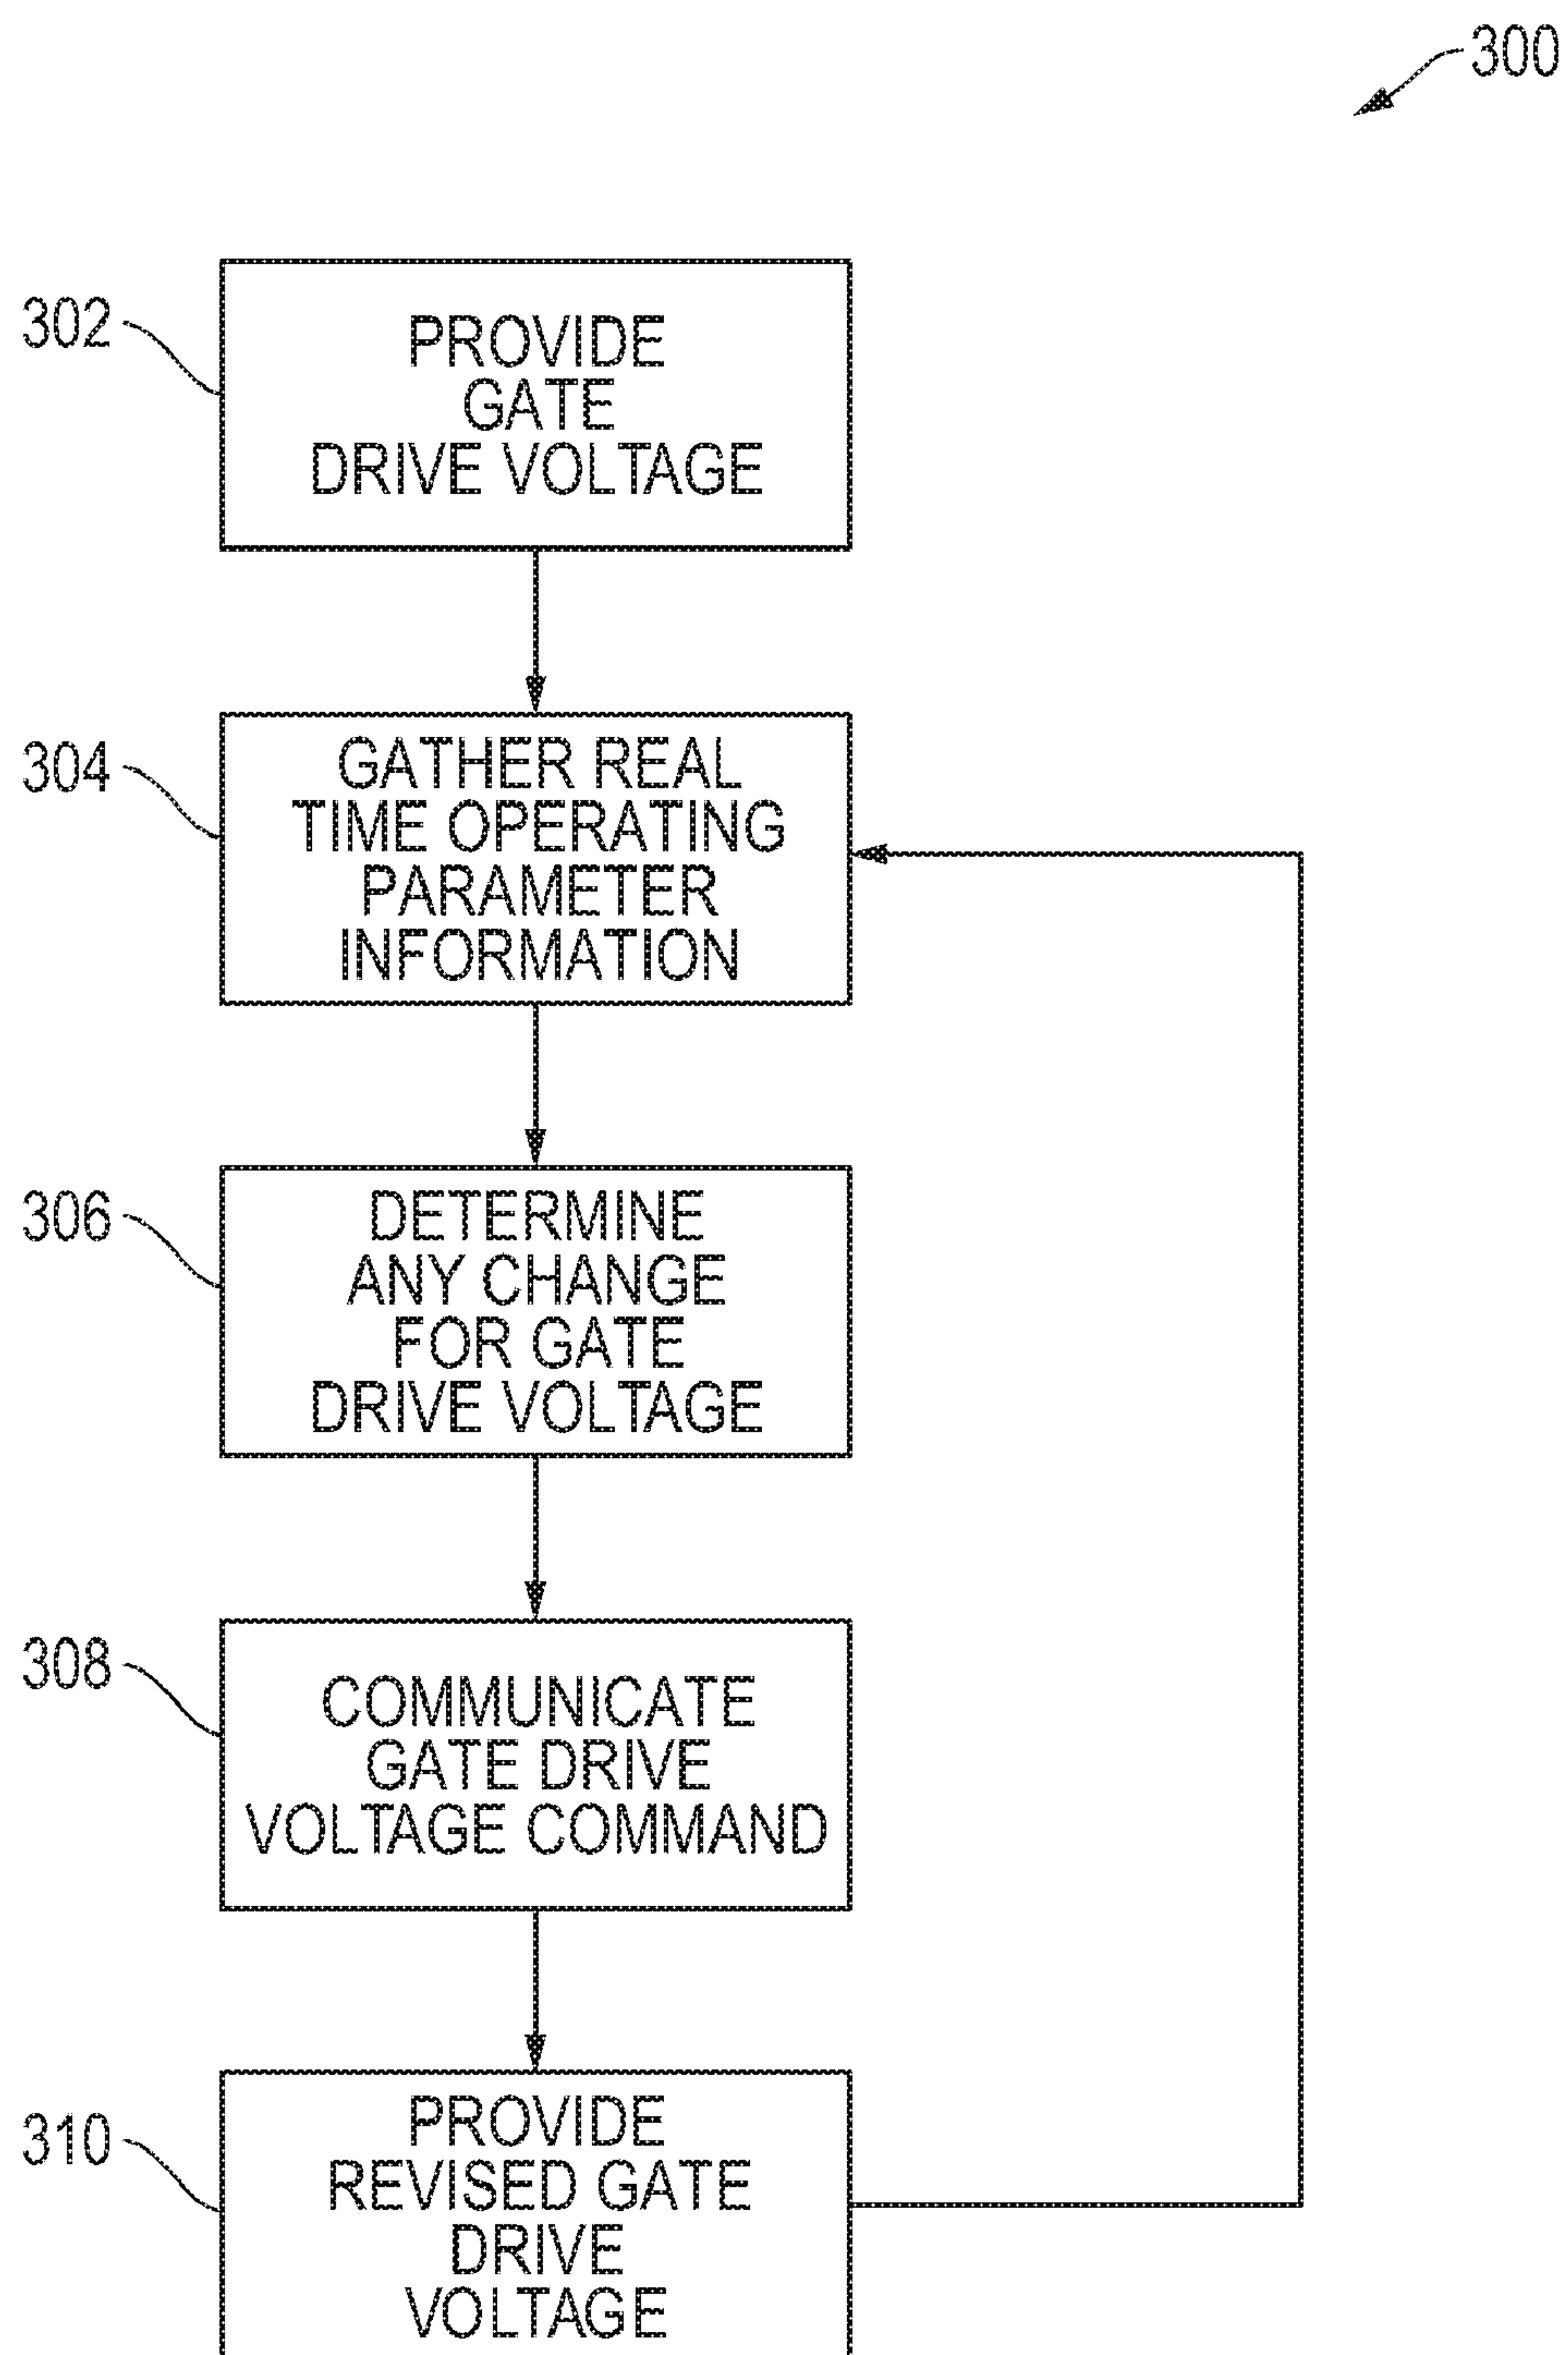 300
302
PROVIDE
GATE
DRIVE VOLTAGE
304
GATHER REAL
TIME OPERATING
PARAMETER
INFORMATION
306
DETERMINE
ANY CHANGE
FOR GATE
DRIVE VOLTAGE
308
COMMUNICATE
GATE DRIVE
VOLTAGE COMMAND
310
PROVIDE
REVISED GATE
DRIVE
VOLTAGE